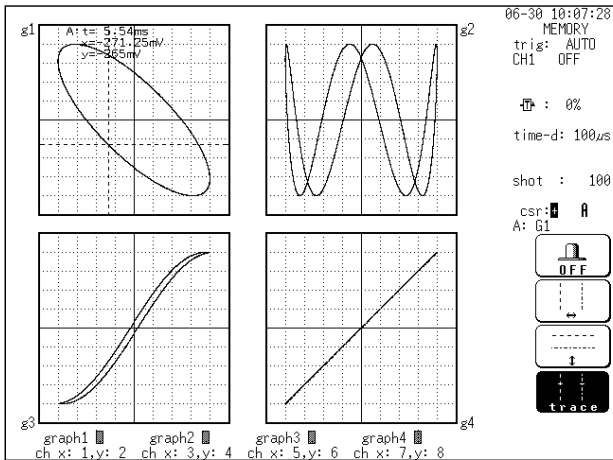 g1
A:t= 5.54ms
x=-271.25mV
y=-265mV
g2
g3
g4
06-30 10:07:28
MEMORY
trig: AUTO
CH1 OFF
T : 0%
time-d: 100µs
shot : 100
csr:+ A
A: G1
OFF
trace
graph1 graph2 graph3 graph4
ch x: 1,y: 2 ch x: 3,y: 4 ch x: 5,y: 6 ch x: 7,y: 8